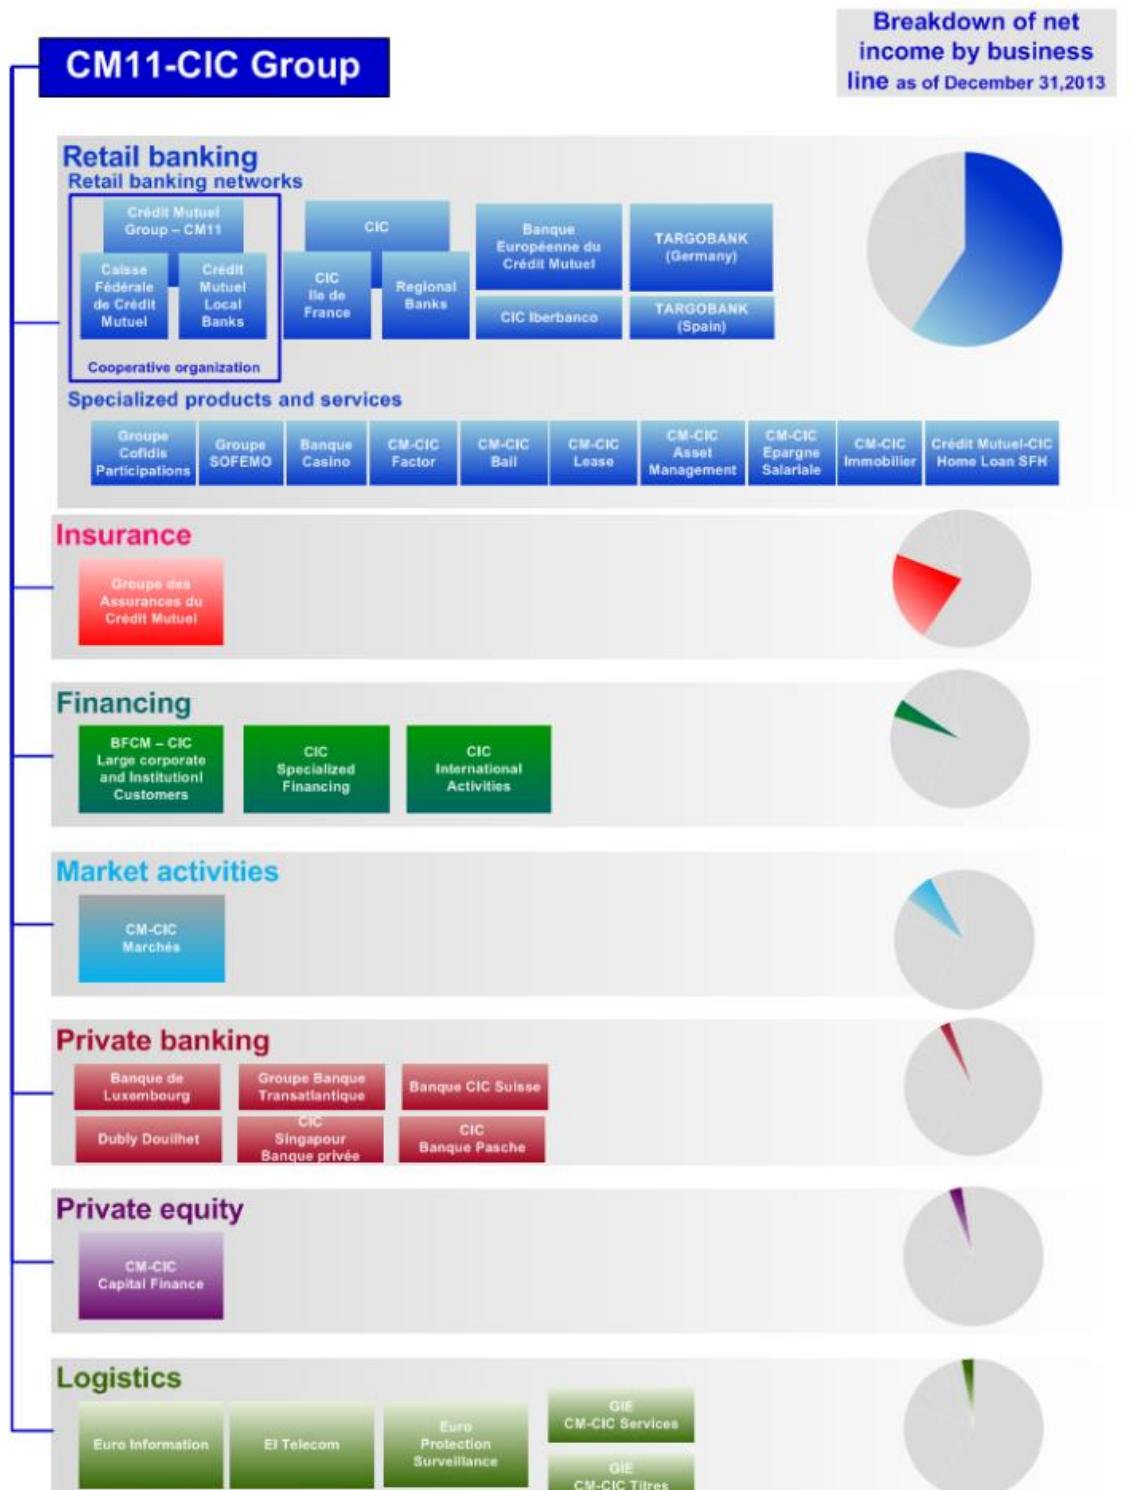 CM11-CIC Group
Breakdown of net
income by business
line as of December 31,2013
Retail banking
Retail banking networks
Crédit Mutuel
Group – CM11
Caisse
Fédérale
de Crédit
Mutuel
Crédit
Mutuel
Local
Banks
Cooperative organization
CIC
CIC
Ile de
France
Regional
Banks
Banque
Européenne du
Crédit Mutuel
CIC Iberbanco
TARGOBANK
(Germany)
TARGOBANK
(Spain)
Specialized products and services
Groupe
Cofidis
Participations
Groupe
SOFEMO
Banque
Casino
CM-CIC
Factor
CM-CIC
Bail
CM-CIC
Lease
CM-CIC
Asset
Management
CM-CIC
Epargne
Salariale
CM-CIC
Immobilier
Crédit Mutuel-CIC
Home Loan SFH
Insurance
Groupe des
Assurances du
Crédit Mutuel
Financing
BFCM – CIC
Large corporate
and Institutionl
Customers
CIC
Specialized
Financing
CIC
International
Activities
Market activities
CM-CIC
Marchés
Private banking
Banque de
Luxembourg
Groupe Banque
Transatlantique
Banque CIC Suisse
Dubly Douilhet
CIC
Singapour
Banque privée
CIC
Banque Pasche
Private equity
CM-CIC
Capital Finance
Logistics
Euro Information
EI Telecom
Euro
Protection
Surveillance
GIE
CM-CIC Services
GIE
CM-CIC Titres